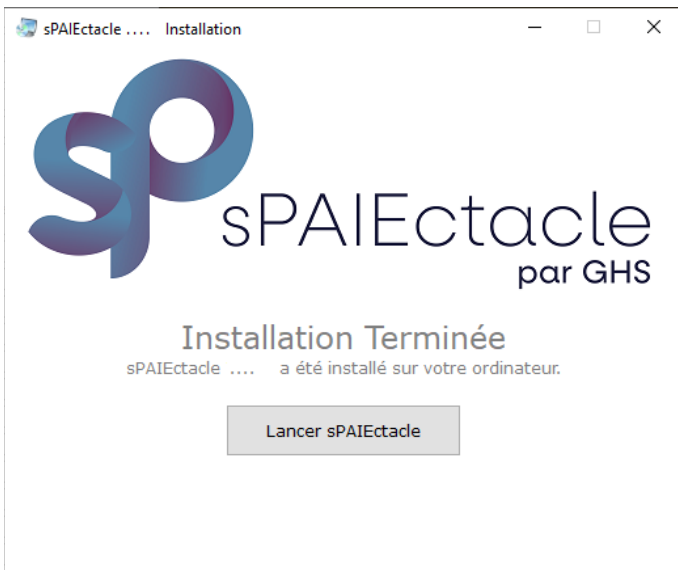 sPAIEctacle .... Installation
sp
sPAIEctacle
par GHS
Installation Terminée
sPAIEctacle .... a été installé sur votre ordinateur.
Lancer sPAIEctacle